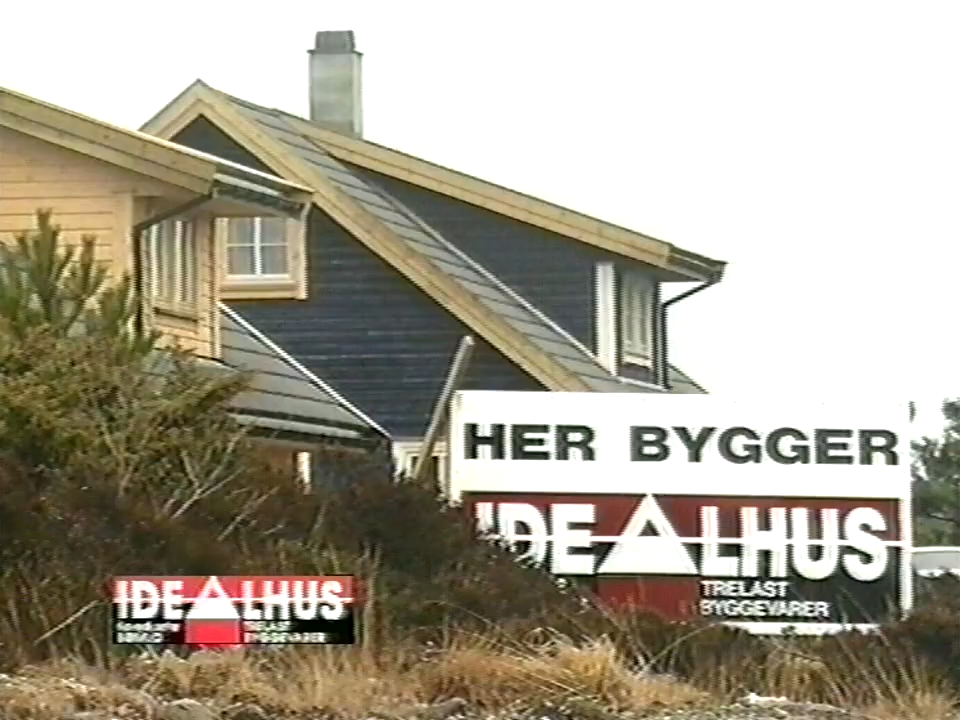 HER BYGGER
IDEALHUS
TRELAST
BYGGEVARER
IDEALHUS
TRELAST
BYGGEVARER